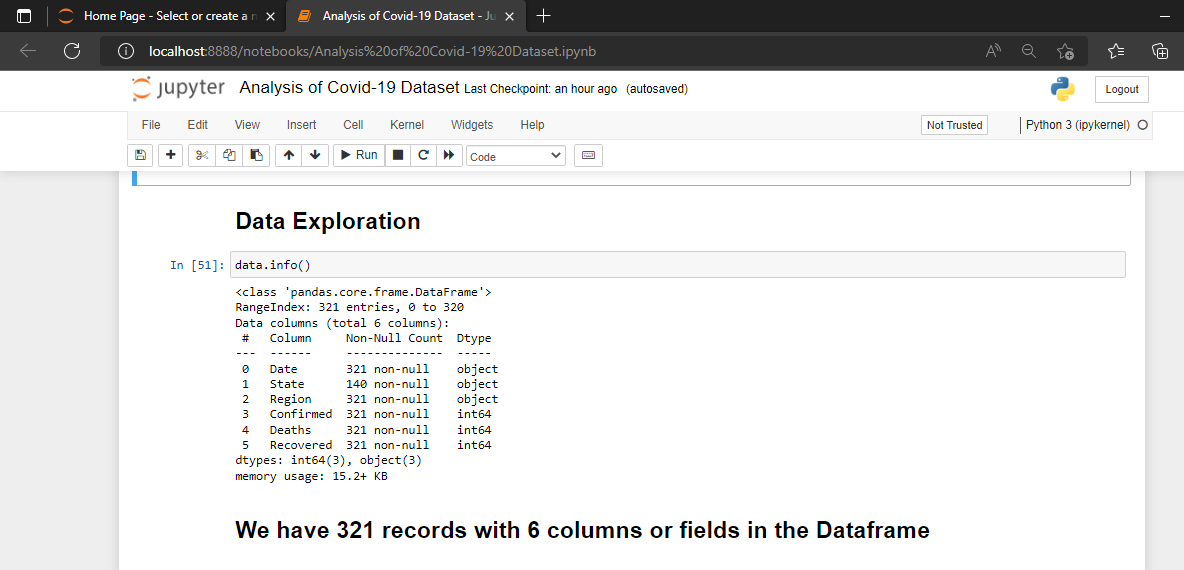 Home Page - Select or create a n
Analysis of Covid-19 Dataset - Ju
localhost:8888/notebooks/Analysis%20of%20Covid-19%20Dataset.ipynb
jupyter Analysis of Covid-19 Dataset Last Checkpoint: an hour ago (autosaved)
Logout
File Edit View Insert Cell Kernel Widgets Help
Not Trusted
Python 3 (ipykernel)
Run
Code
Data Exploration
In [51]: data.info()
<class 'pandas.core.frame.DataFrame'>
RangeIndex: 321 entries, 0 to 320
Data columns (total 6 columns):
 #   Column     Non-Null Count  Dtype
---  ------     --------------  -----
 0   Date       321 non-null    object
 1   State      140 non-null    object
 2   Region     321 non-null    object
 3   Confirmed  321 non-null    int64
 4   Deaths     321 non-null    int64
 5   Recovered  321 non-null    int64
dtypes: int64(3), object(3)
memory usage: 15.2+ KB
We have 321 records with 6 columns or fields in the Dataframe